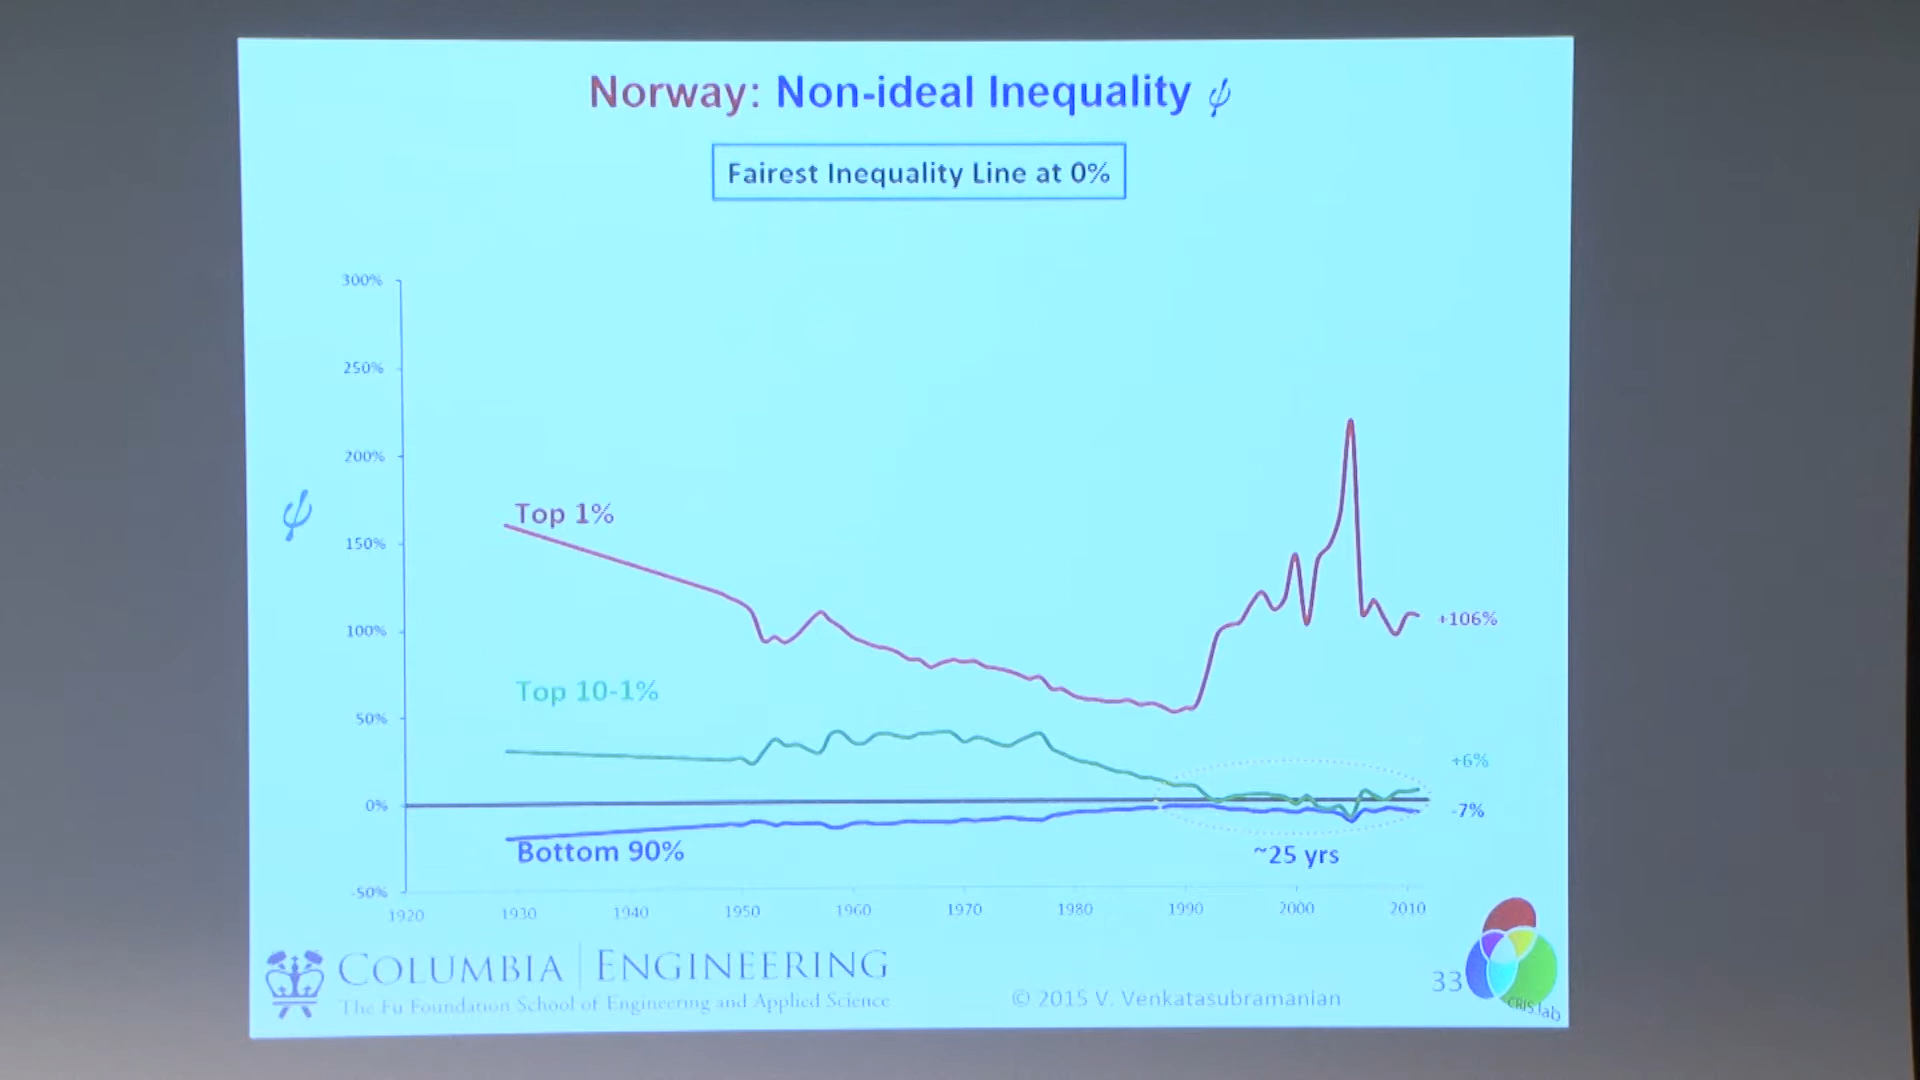 Norway: Non-ideal Inequality ψ
Fairest Inequality Line at 0%
300%
250%
200%
ψ
150%
100%
50%
0%
-50%
Top 1%
Top 10-1%
Bottom 90%
+106%
+6%
-7%
~25 yrs
1920 1930 1940 1950 1960 1970 1980 1990 2000 2010
COLUMBIA | ENGINEERING
The Fu Foundation School of Engineering and Applied Science
© 2015 V. Venkatasubramanian
33
CRIS lab